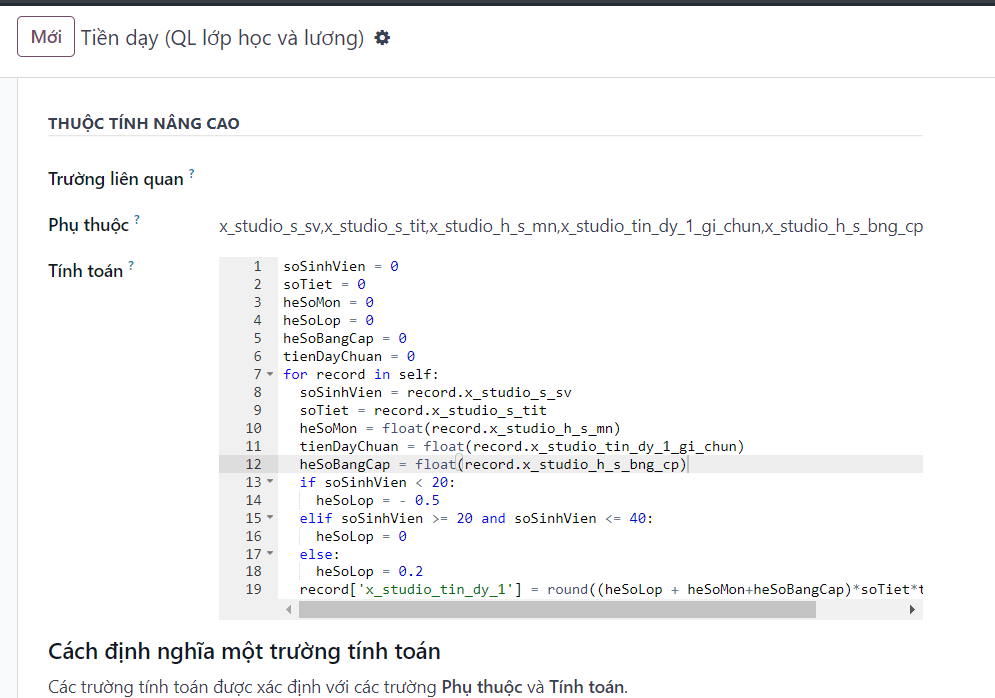 Mới Tiền dạy (QL lớp học và lương)
THUỘC TÍNH NÂNG CAO
Trường liên quan ?
Phụ thuộc ? x_studio_s_sv,x_studio_s_tit,x_studio_h_s_mn,x_studio_tin_dy_1_gi_chun,x_studio_h_s_bng_cp
Tính toán ?
1 soSinhVien = 0
2 soTiet = 0
3 heSoMon = 0
4 heSoLop = 0
5 heSoBangCap = 0
6 tienDayChuan = 0
7 for record in self:
8 soSinhVien = record.x_studio_s_sv
9 soTiet = record.x_studio_s_tit
10 heSoMon = float(record.x_studio_h_s_mn)
11 tienDayChuan = float(record.x_studio_tin_dy_1_gi_chun)
12 heSoBangCap = float(record.x_studio_h_s_bng_cp)
13 if soSinhVien < 20:
14 heSoLop = - 0.5
15 elif soSinhVien >= 20 and soSinhVien <= 40:
16 heSoLop = 0
17 else:
18 heSoLop = 0.2
19 record['x_studio_tin_dy_1'] = round((heSoLop + heSoMon+heSoBangCap)*soTiet*t
Cách định nghĩa một trường tính toán
Các trường tính toán được xác định với các trường Phụ thuộc và Tính toán.